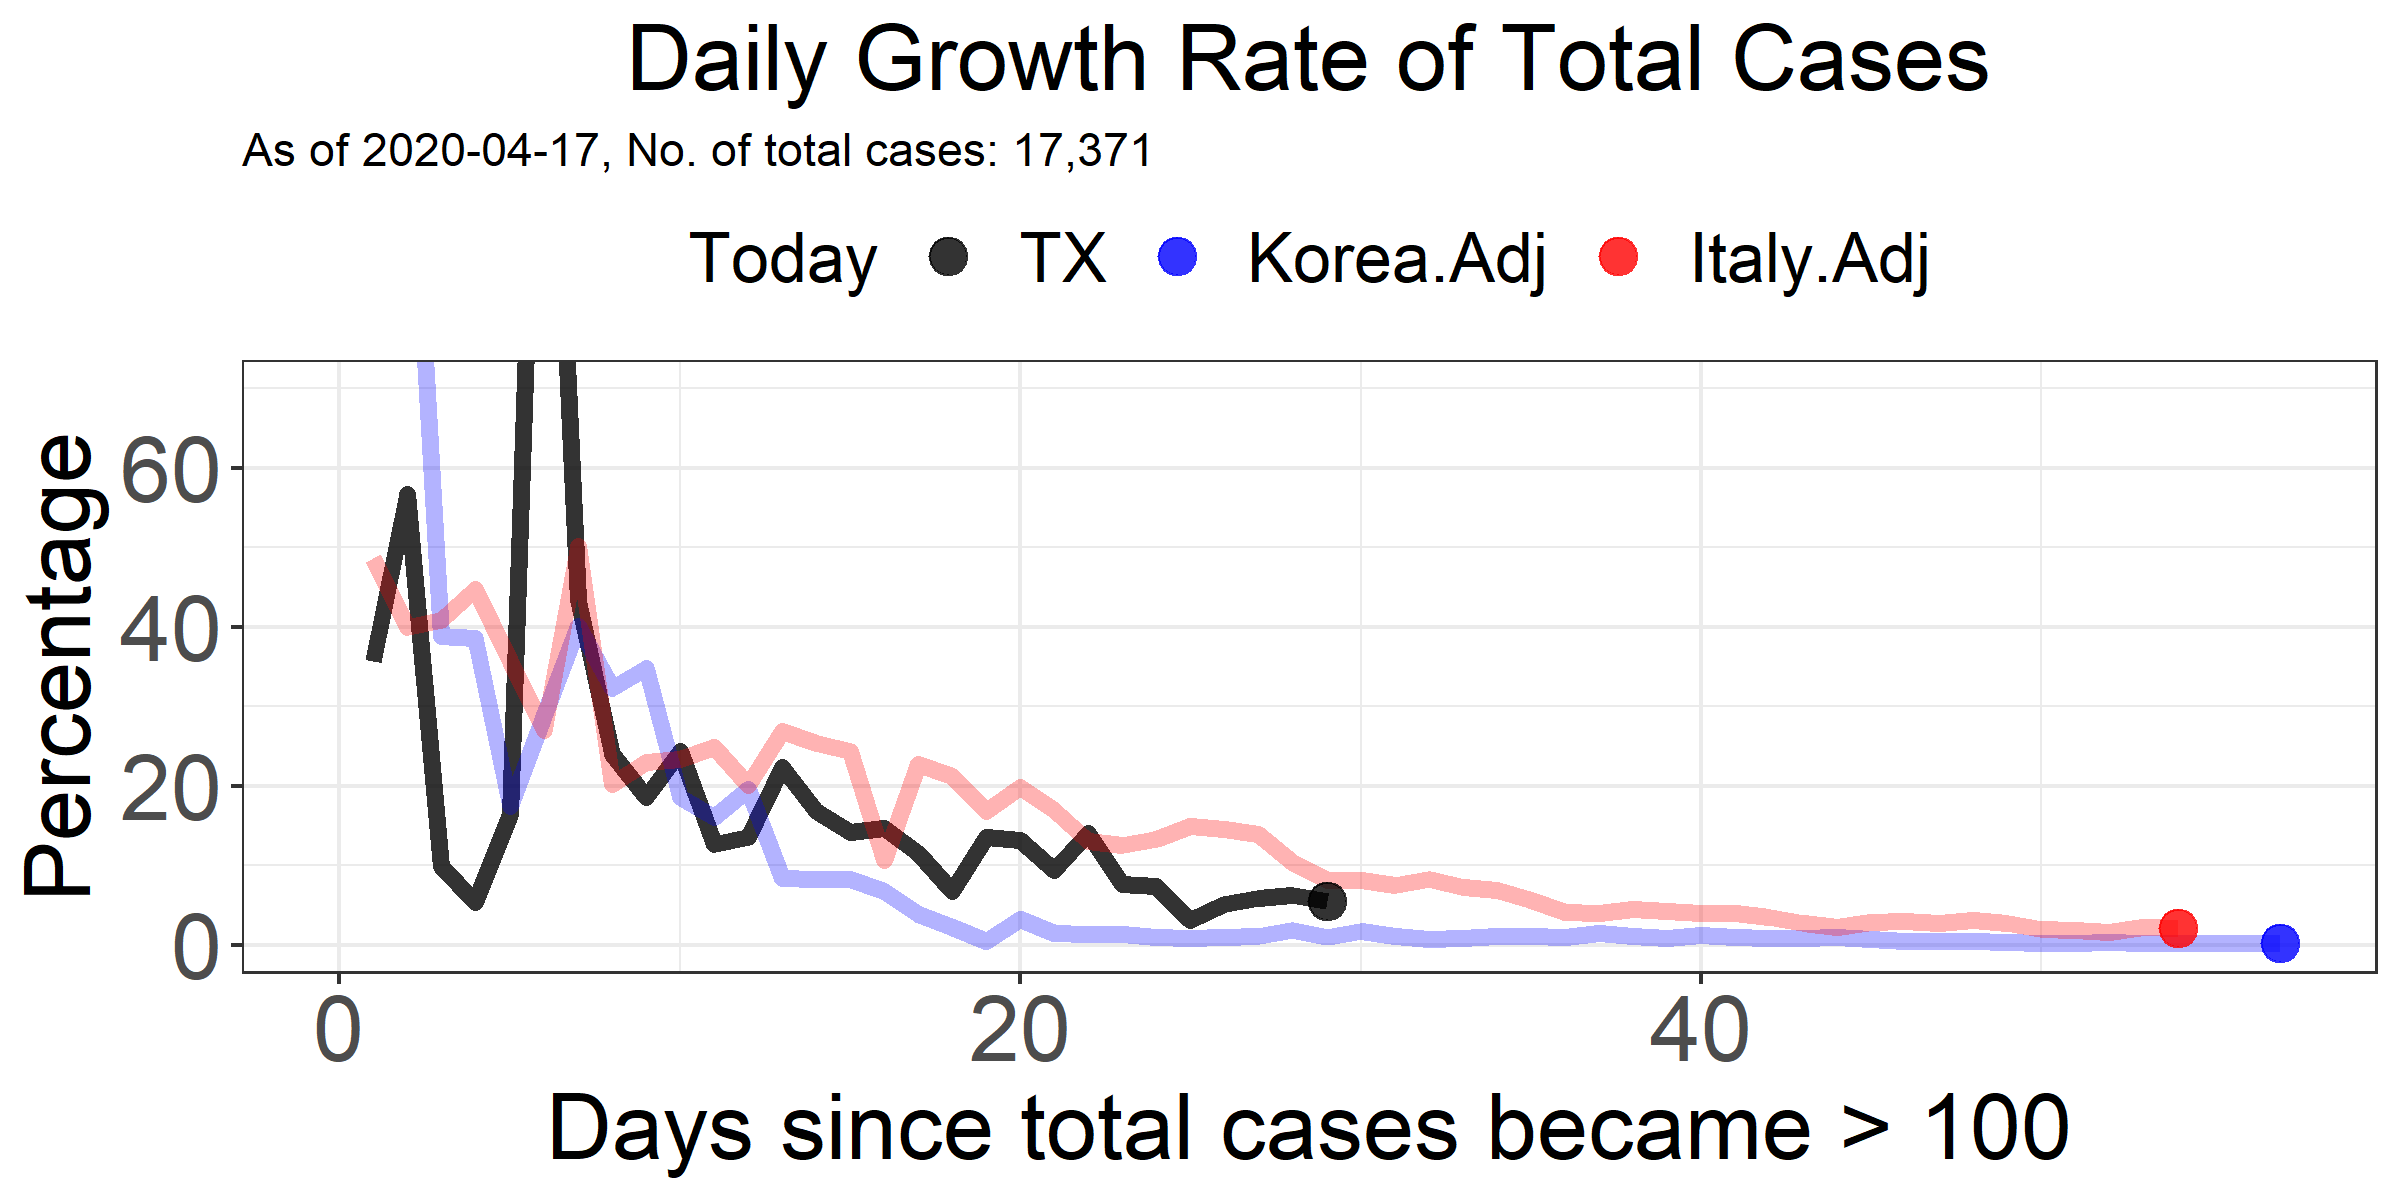 Daily Growth Rate of Total Cases
As of 2020-04-17, No. of total cases: 17,371
Today TX Korea.Adj Italy.Adj
Percentage
60
40
20
0
0 20 40
Days since total cases became > 100